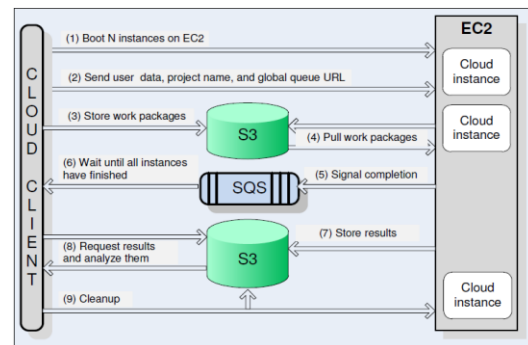 EC2
(1) Boot N instances on EC2
Cloud
instance
(2) Send user data, project name, and global queue URL
(3) Store work packages
Cloud
instance
S3
(4) Pull work packages
(6) Wait until all instances
have finished
(5) Signal completion
SQS
(7) Store results
(8) Request results
and analyze them
S3
Cloud
instance
(9) Cleanup
CLOUD CLIENT